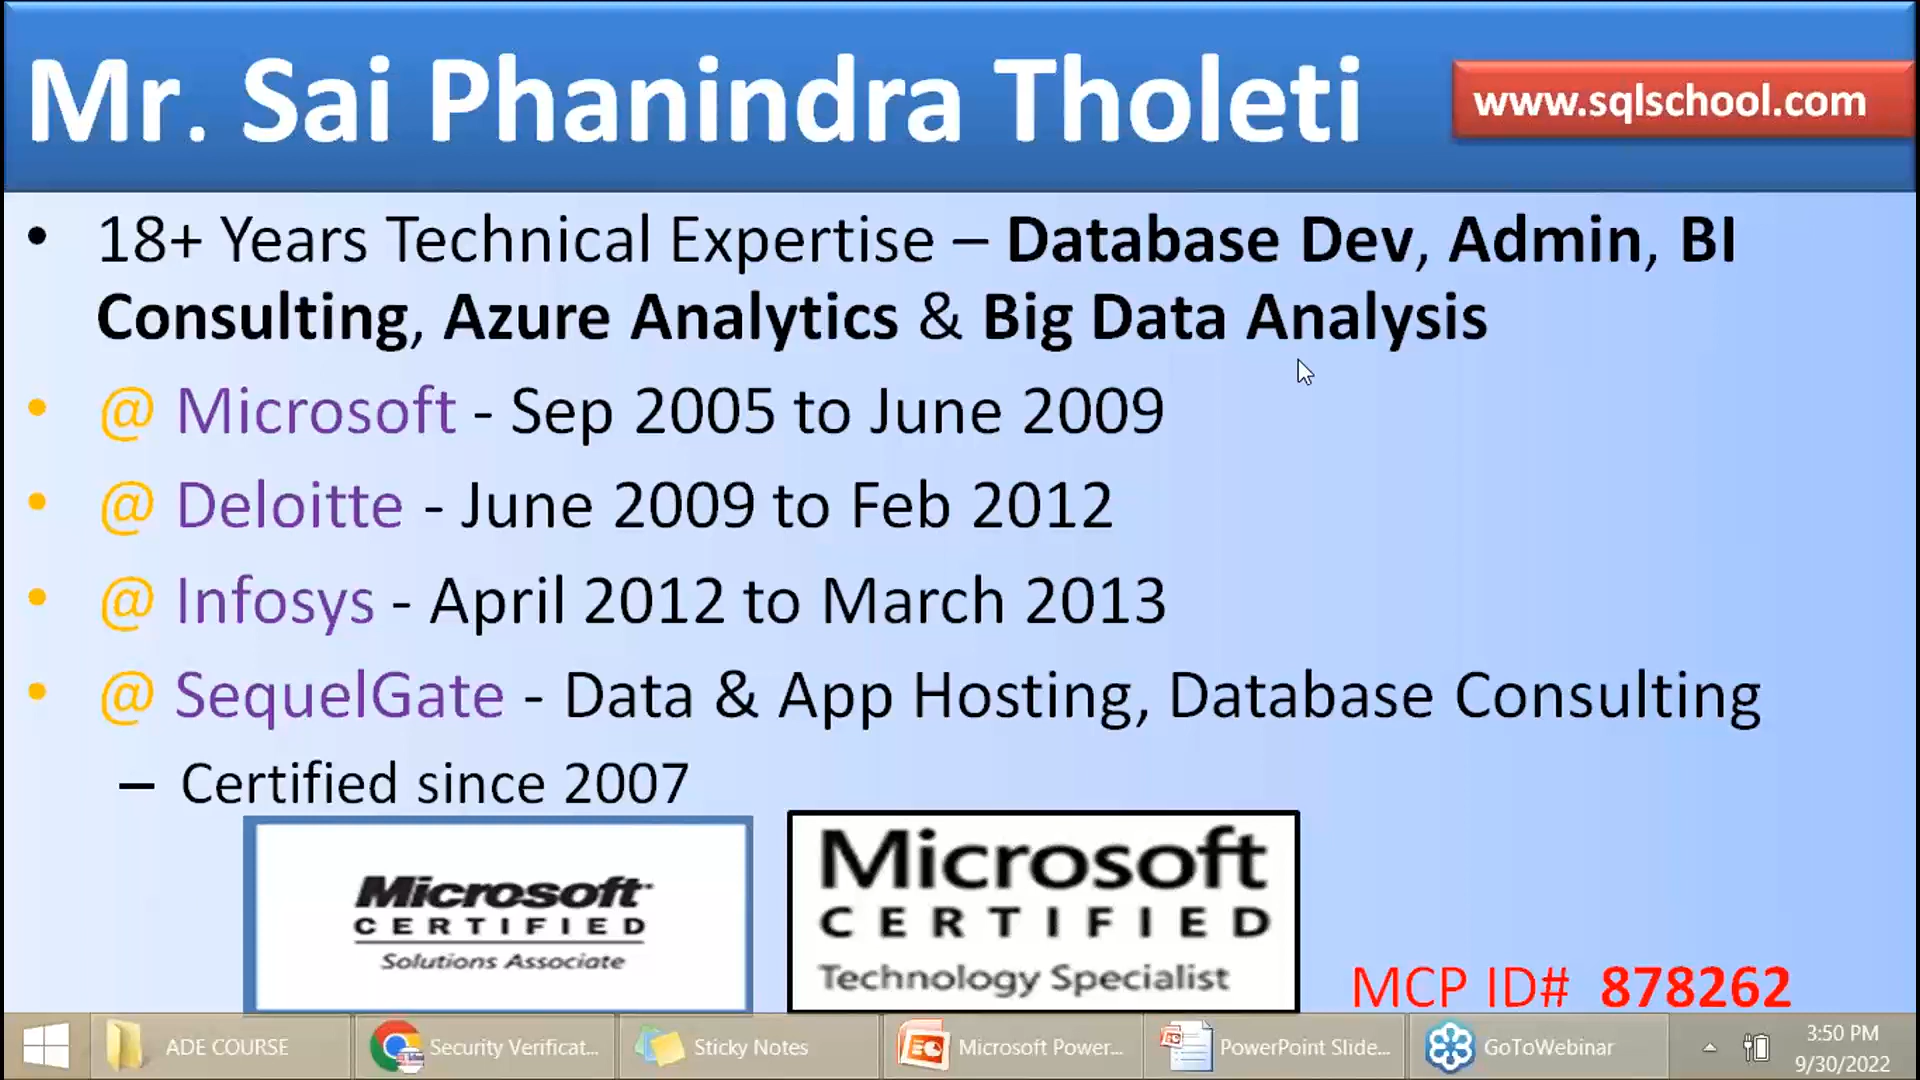 Mr. Sai Phanindra Tholeti
www.sqlschool.com
• 18+ Years Technical Expertise – Database Dev, Admin, BI
Consulting, Azure Analytics & Big Data Analysis
• @ Microsoft - Sep 2005 to June 2009
• @ Deloitte - June 2009 to Feb 2012
• @ Infosys - April 2012 to March 2013
• @ SequelGate - Data & App Hosting, Database Consulting
– Certified since 2007
Microsoft
CERTIFIED
Solutions Associate
Microsoft
CERTIFIED
Technology Specialist
MCP ID# 878262
ADE COURSE
Security Verificat...
Sticky Notes
Microsoft Power...
PowerPoint Slide...
GoToWebinar
3:50 PM
9/30/2022